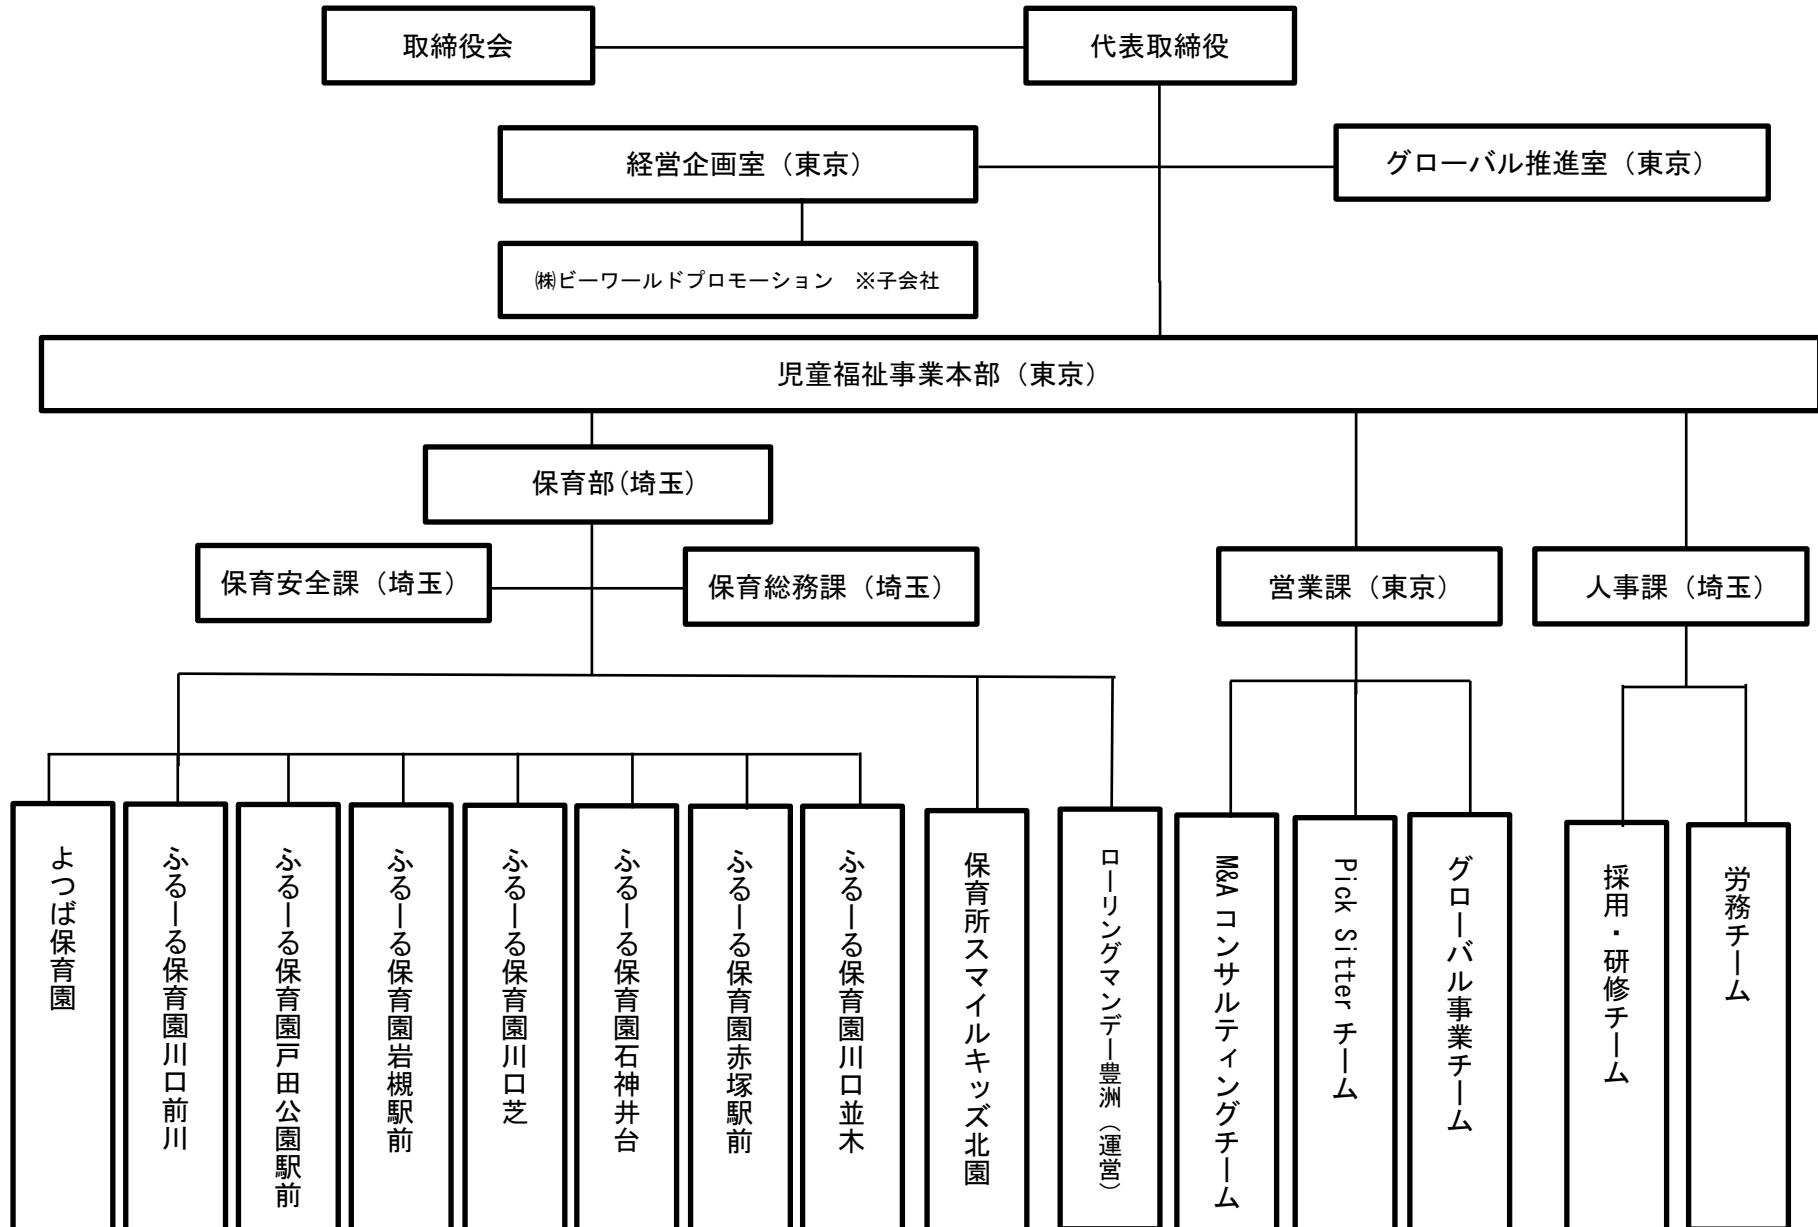 取締役会
代表取締役
経営企画室（東京）
グローバル推進室（東京）
㈱ビーワールドプロモーション　※子会社
児童福祉事業本部（東京）
保育部(埼玉)
保育安全課（埼玉）
保育総務課（埼玉）
営業課（東京）
人事課（埼玉）
よつば保育園
ふるーる保育園川口前川
ふるーる保育園戸田公園駅前
ふるーる保育園岩槻駅前
ふるーる保育園川口芝
ふるーる保育園石神井台
ふるーる保育園赤塚駅前
ふるーる保育園川口並木
保育所スマイルキッズ北園
ローリングマンデー豊洲（運営）
M&A コンサルティングチーム
Pick Sitter チーム
グローバル事業チーム
採用・研修チーム
労務チーム